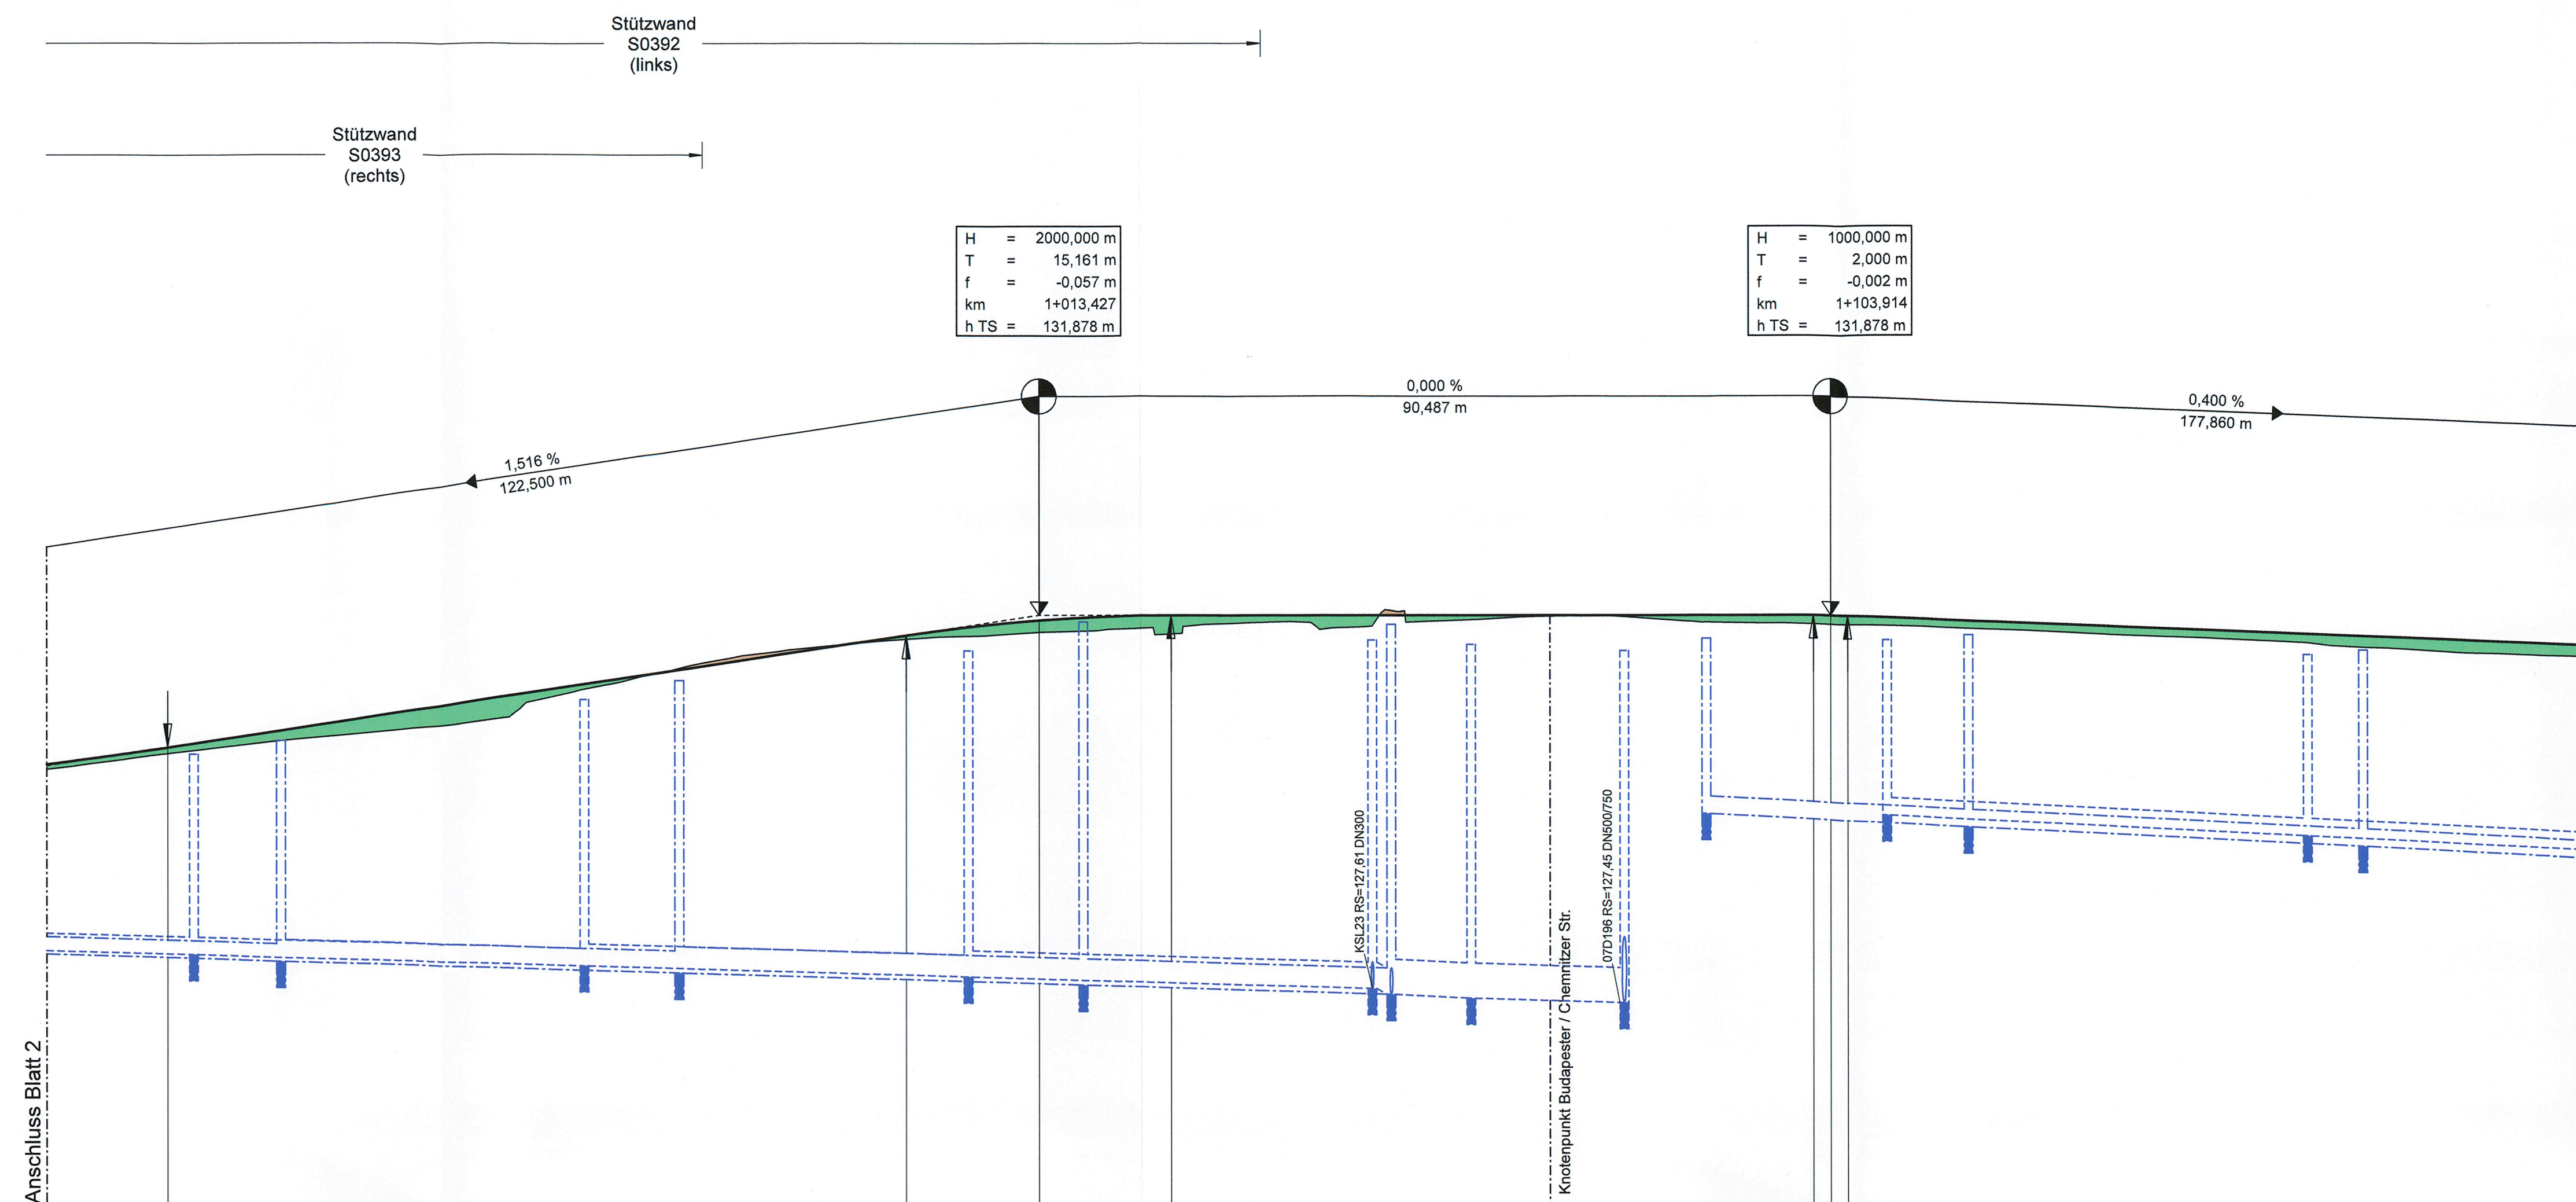 Stützwand
S0392
(links)
Stützwand
S0393
(rechts)
H = 2000,000 m
T = 15,161 m
f = -0,057 m
km 1+013,427
h TS = 131,878 m
H = 1000,000 m
T = 2,000 m
f = -0,002 m
km 1+103,914
h TS = 131,878 m
0,000 %
90,487 m
0,400 %
177,860 m
1,516 %
122,500 m
KSL23 RS=127,61 DN300
07D196 RS=127,45 DN500/750
Knotenpunkt Budapester / Chemnitzer Str.
Anschluss Blatt 2